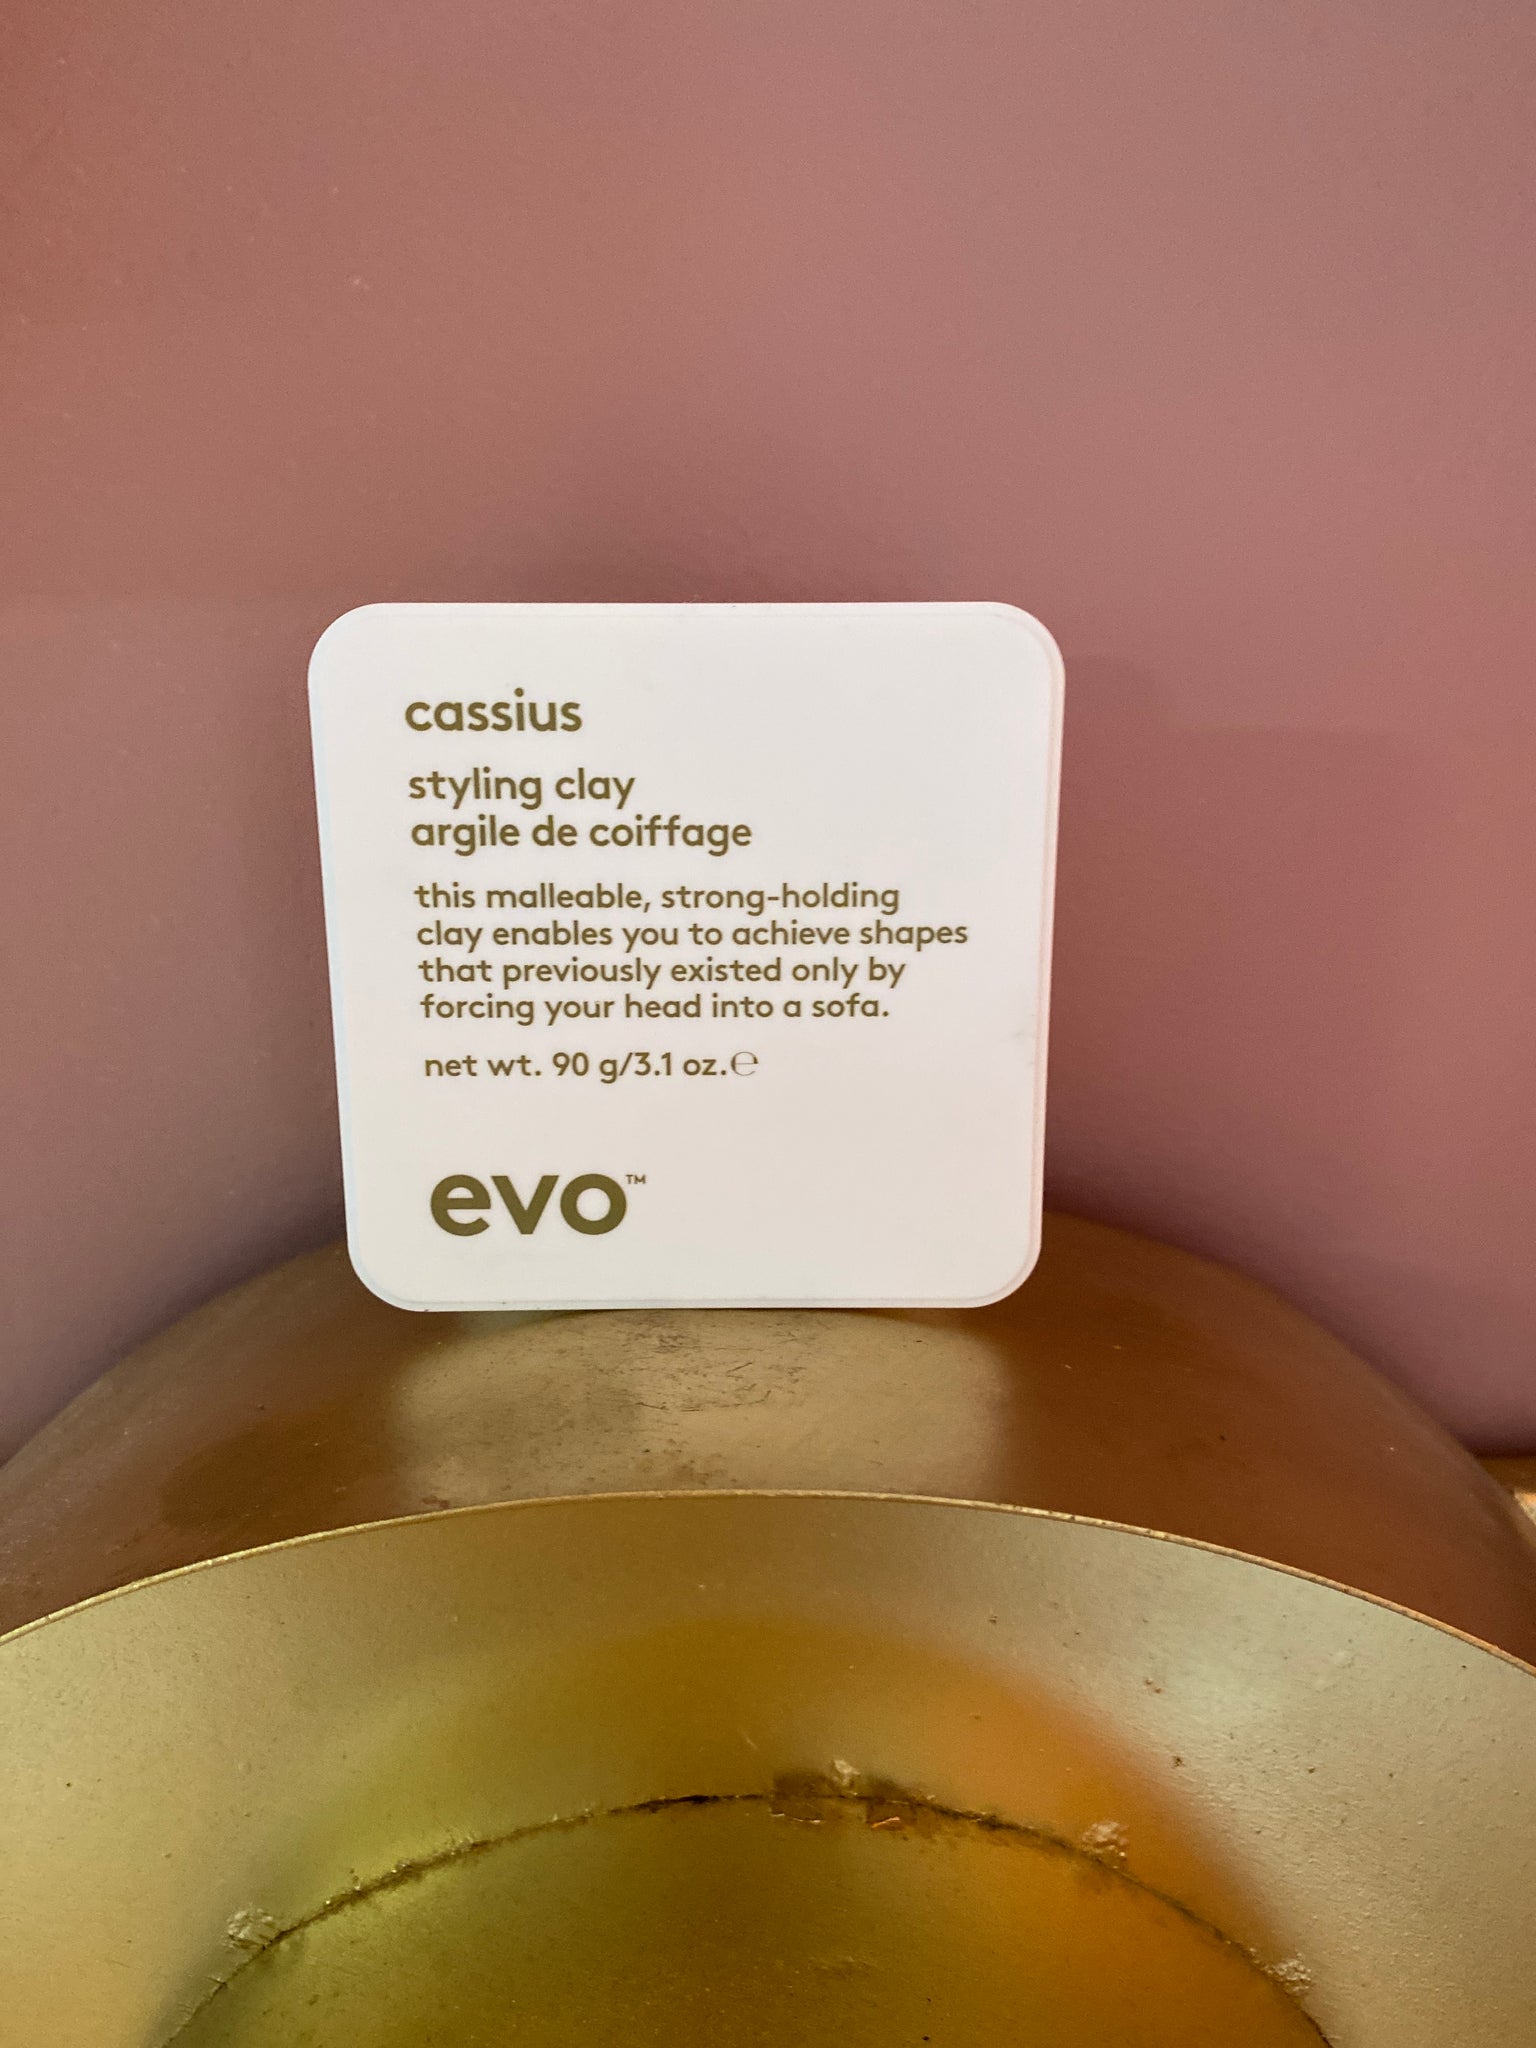 cassius
styling clay
argile de coiffage
this malleable, strong-holding
clay enables you to achieve shapes
that previously existed only by
forcing your head into a sofa.
net wt. 90 g/3.1 oz.℮
evo™